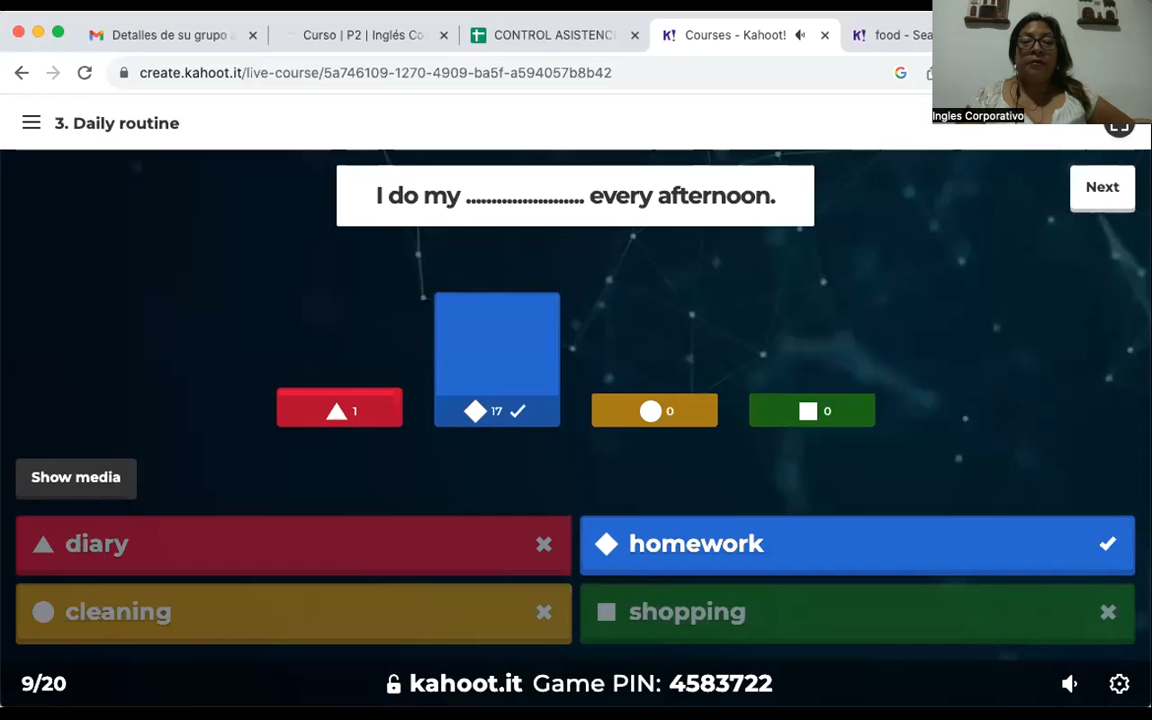 Detalles de su grupo
Curso | P2 | Inglés Co
CONTROL ASISTENC
Courses - Kahoot!
food - Sea
create.kahoot.it/live-course/5a746109-1270-4909-ba5f-a594057b8b42
Ingles Corporativo
3. Daily routine
I do my ........................ every afternoon.
Next
1
17
0
0
Show media
diary
homework
cleaning
shopping
9/20
kahoot.it Game PIN: 4583722